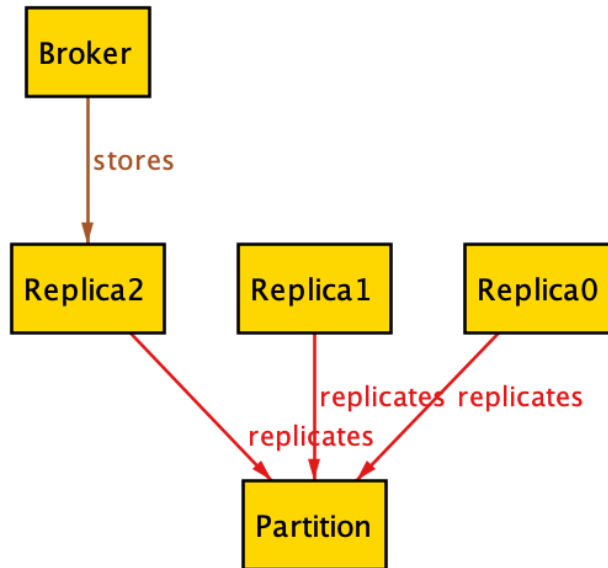 Broker
stores
Replica2
Replica1
Replica0
replicates
replicates
replicates
Partition